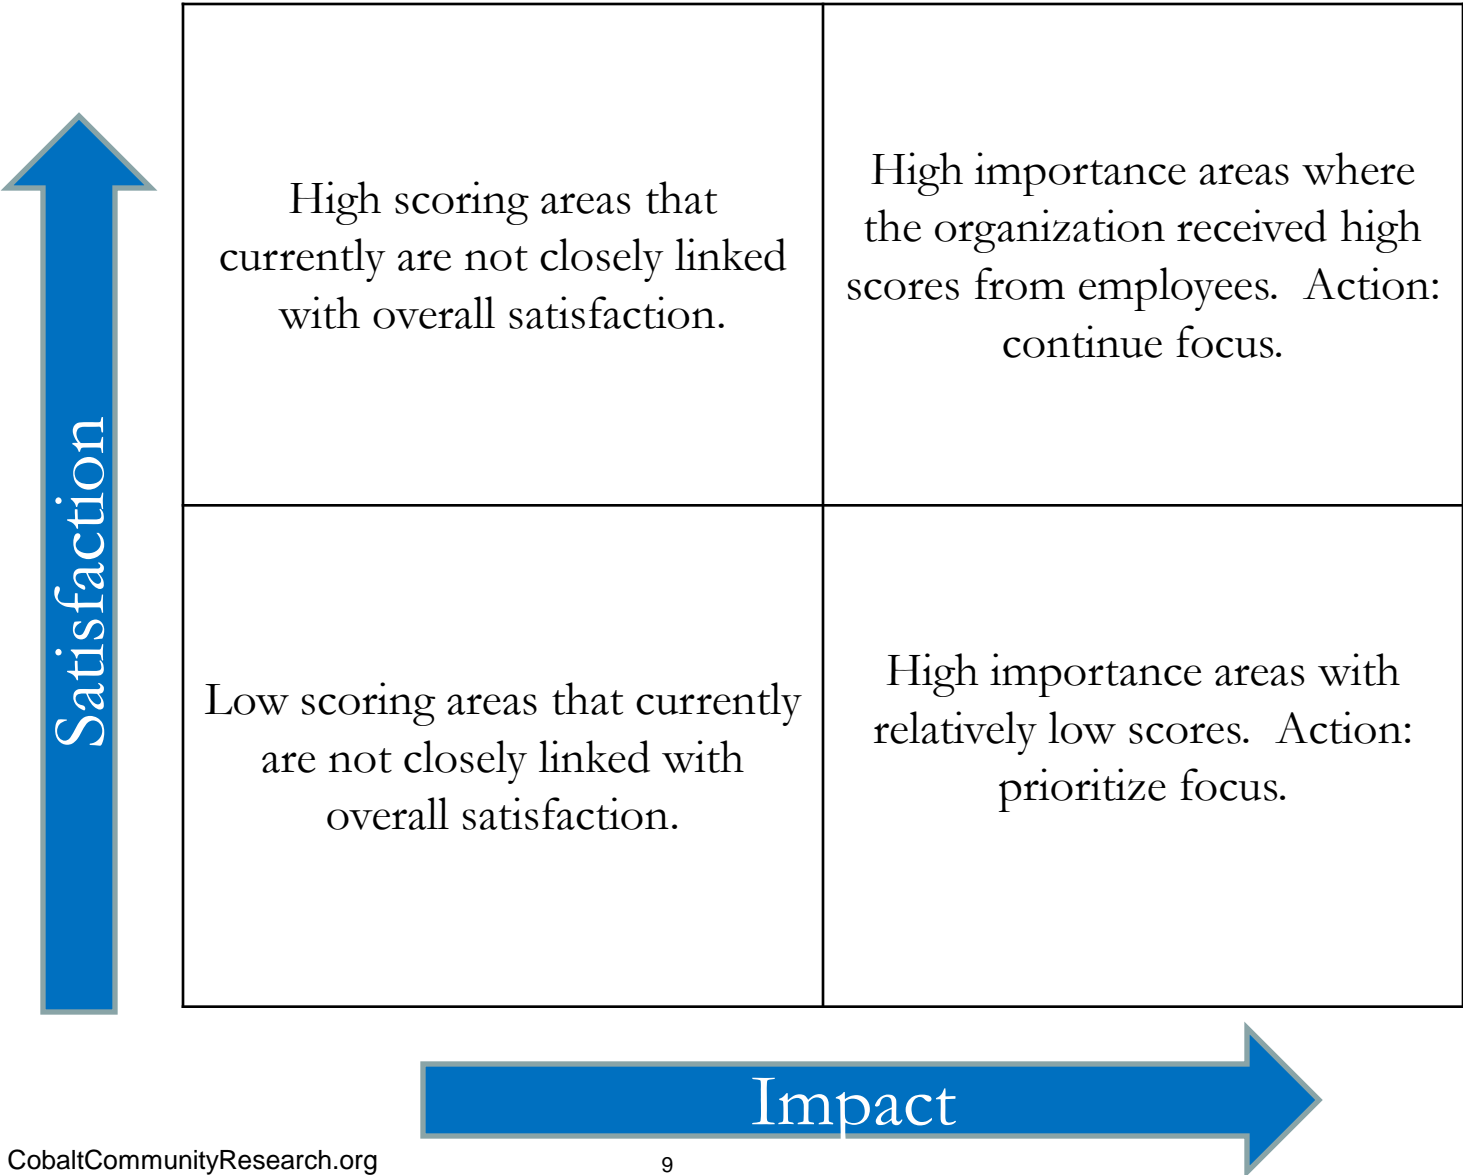 High scoring areas that
currently are not closely linked
with overall satisfaction.
High importance areas where
the organization received high
scores from employees.  Action:
continue focus.
Satisfaction
Low scoring areas that currently
are not closely linked with
overall satisfaction.
High importance areas with
relatively low scores.  Action:
prioritize focus.
Impact
CobaltCommunityResearch.org
9